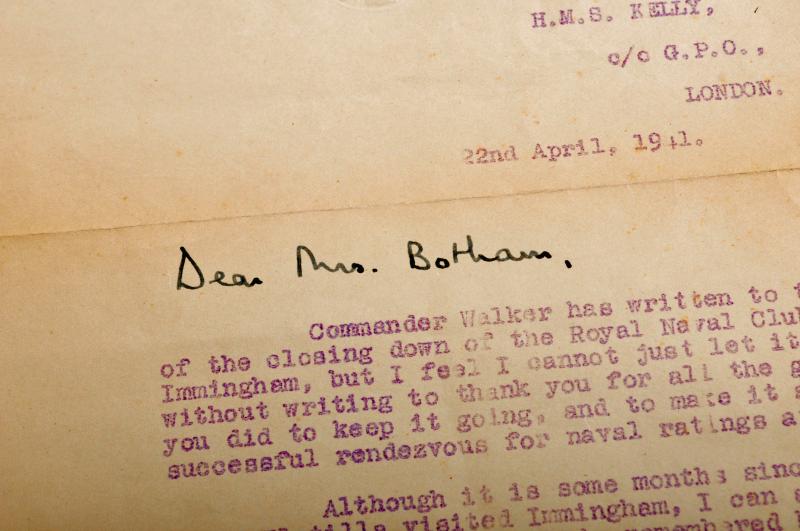 H.M.S. KELLY,
c/o G.P.O.,
LONDON.
22nd April, 1941.
Dear Mrs. Botham,
Commander Walker has written to
of the closing down of the Royal Naval Club
Immingham, but I feel I cannot just let it
without writing to thank you for all the
you did to keep it going, and to make it
successful rendezvous for naval ratings
Although it is some months
visited Immingham, I can